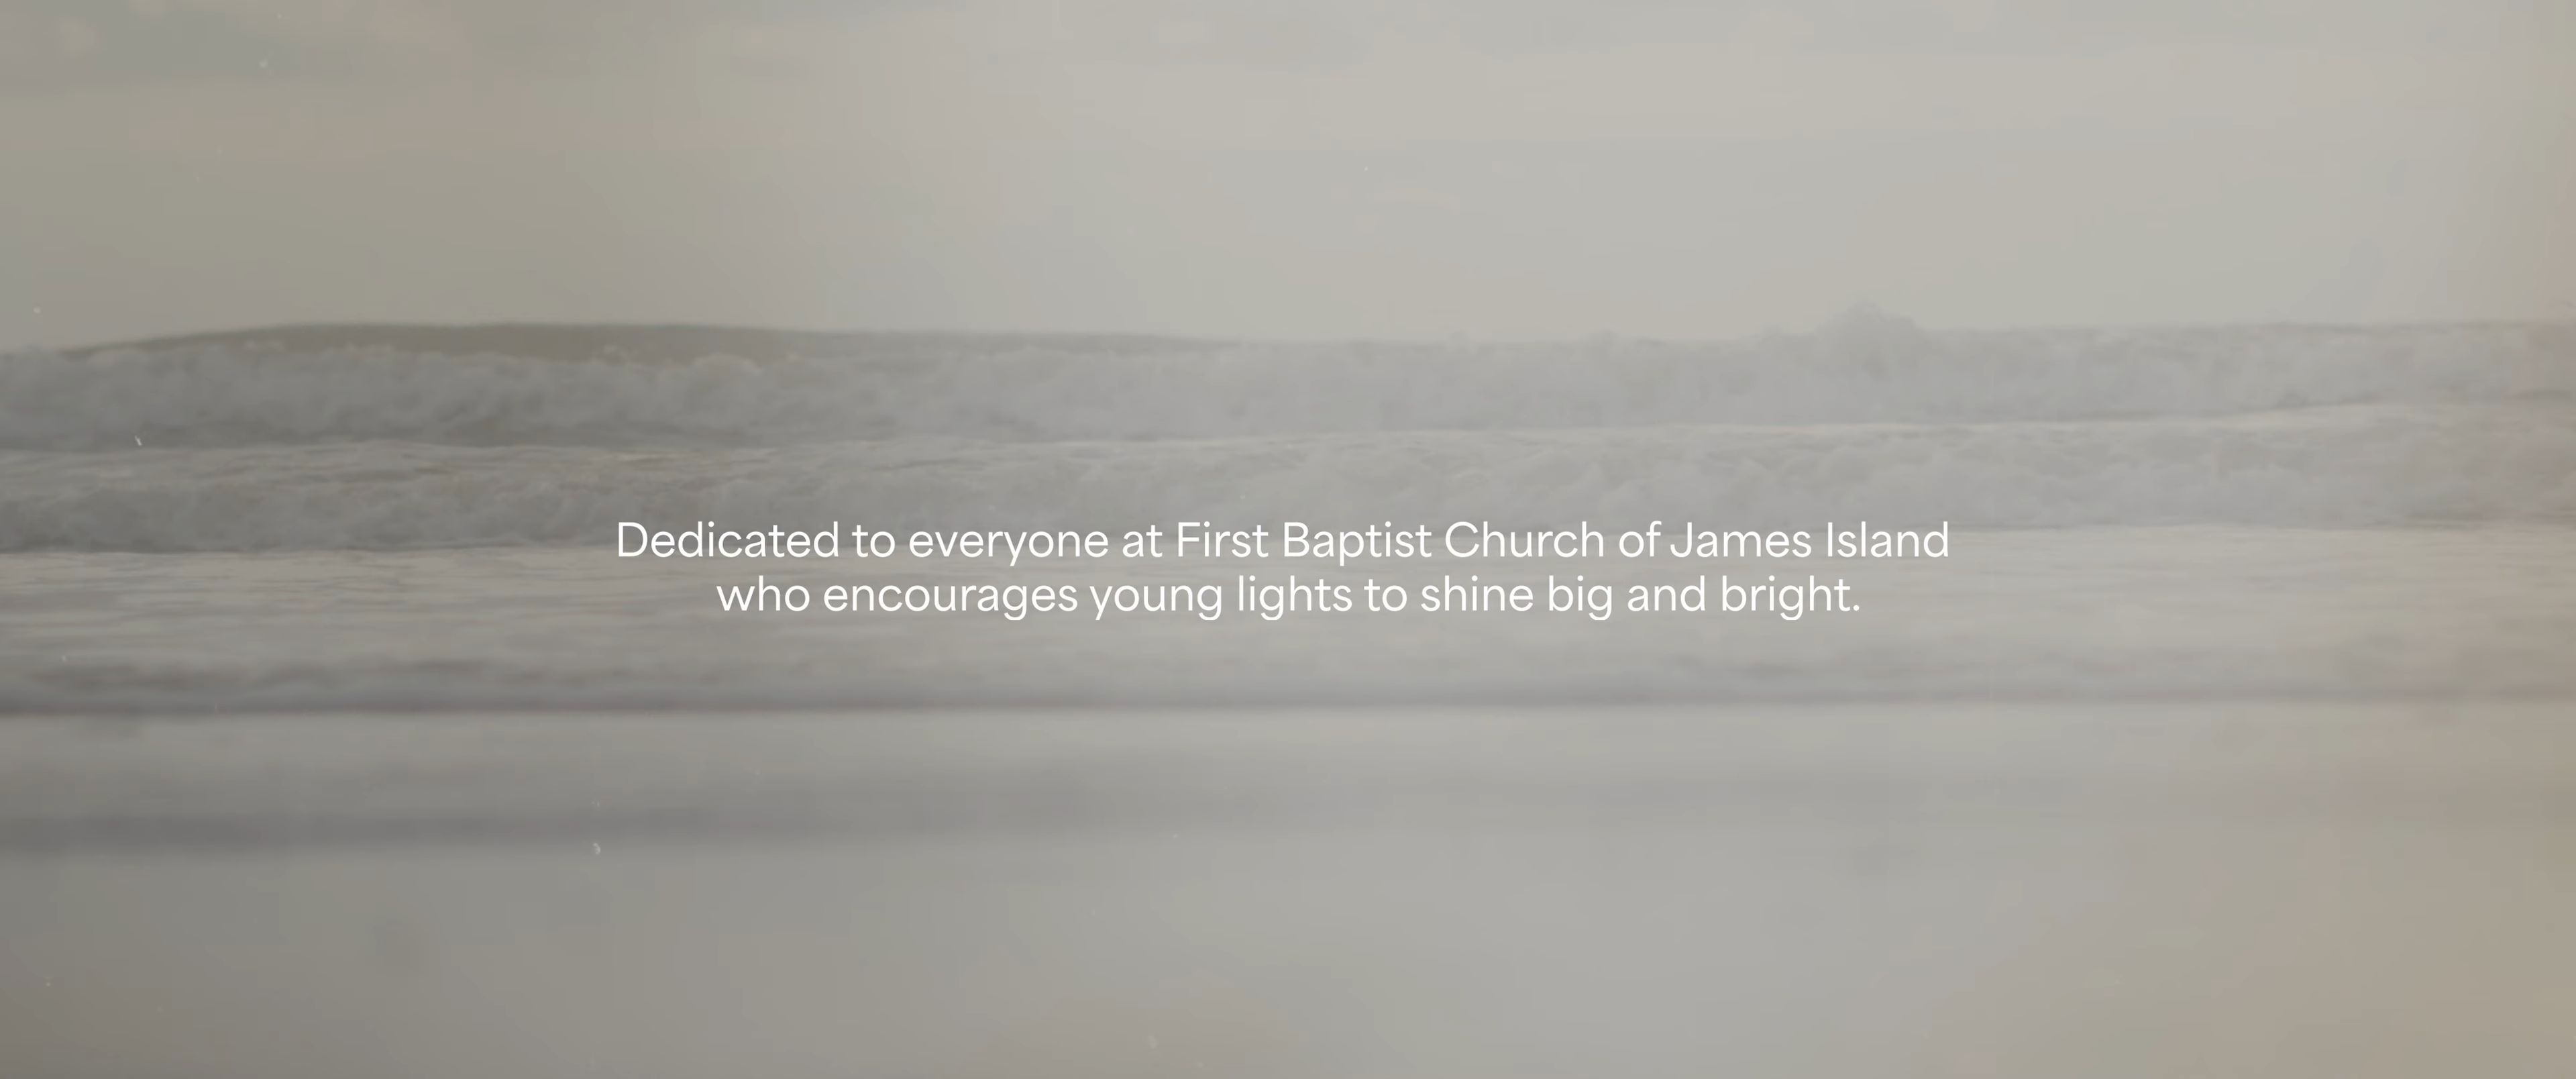 Dedicated to everyone at First Baptist Church of James Island
who encourages young lights to shine big and bright.